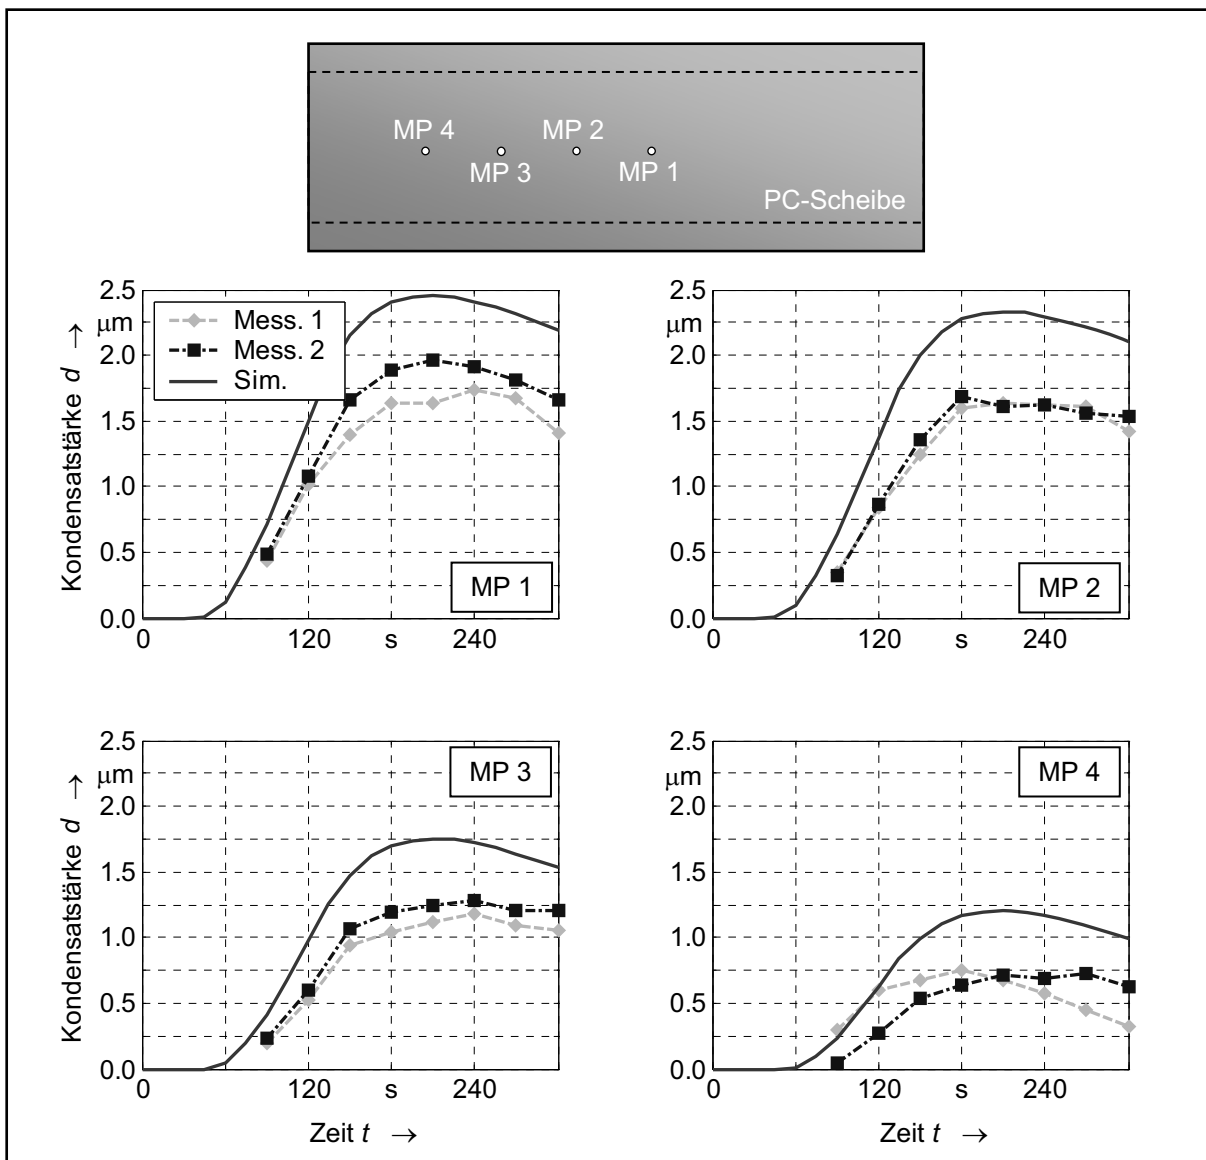 MP 4
MP 2
MP 3
MP 1
PC-Scheibe
Kondensatstärke d →
2.5
μm
2.0
1.5
1.0
0.5
0.0
0
120
s
240
Mess. 1
Mess. 2
Sim.
MP 1
2.5
μm
2.0
1.5
1.0
0.5
0.0
0
120
s
240
MP 2
Kondensatstärke d →
2.5
μm
2.0
1.5
1.0
0.5
0.0
0
120
s
240
MP 3
Zeit t →
2.5
μm
2.0
1.5
1.0
0.5
0.0
0
120
s
240
MP 4
Zeit t →